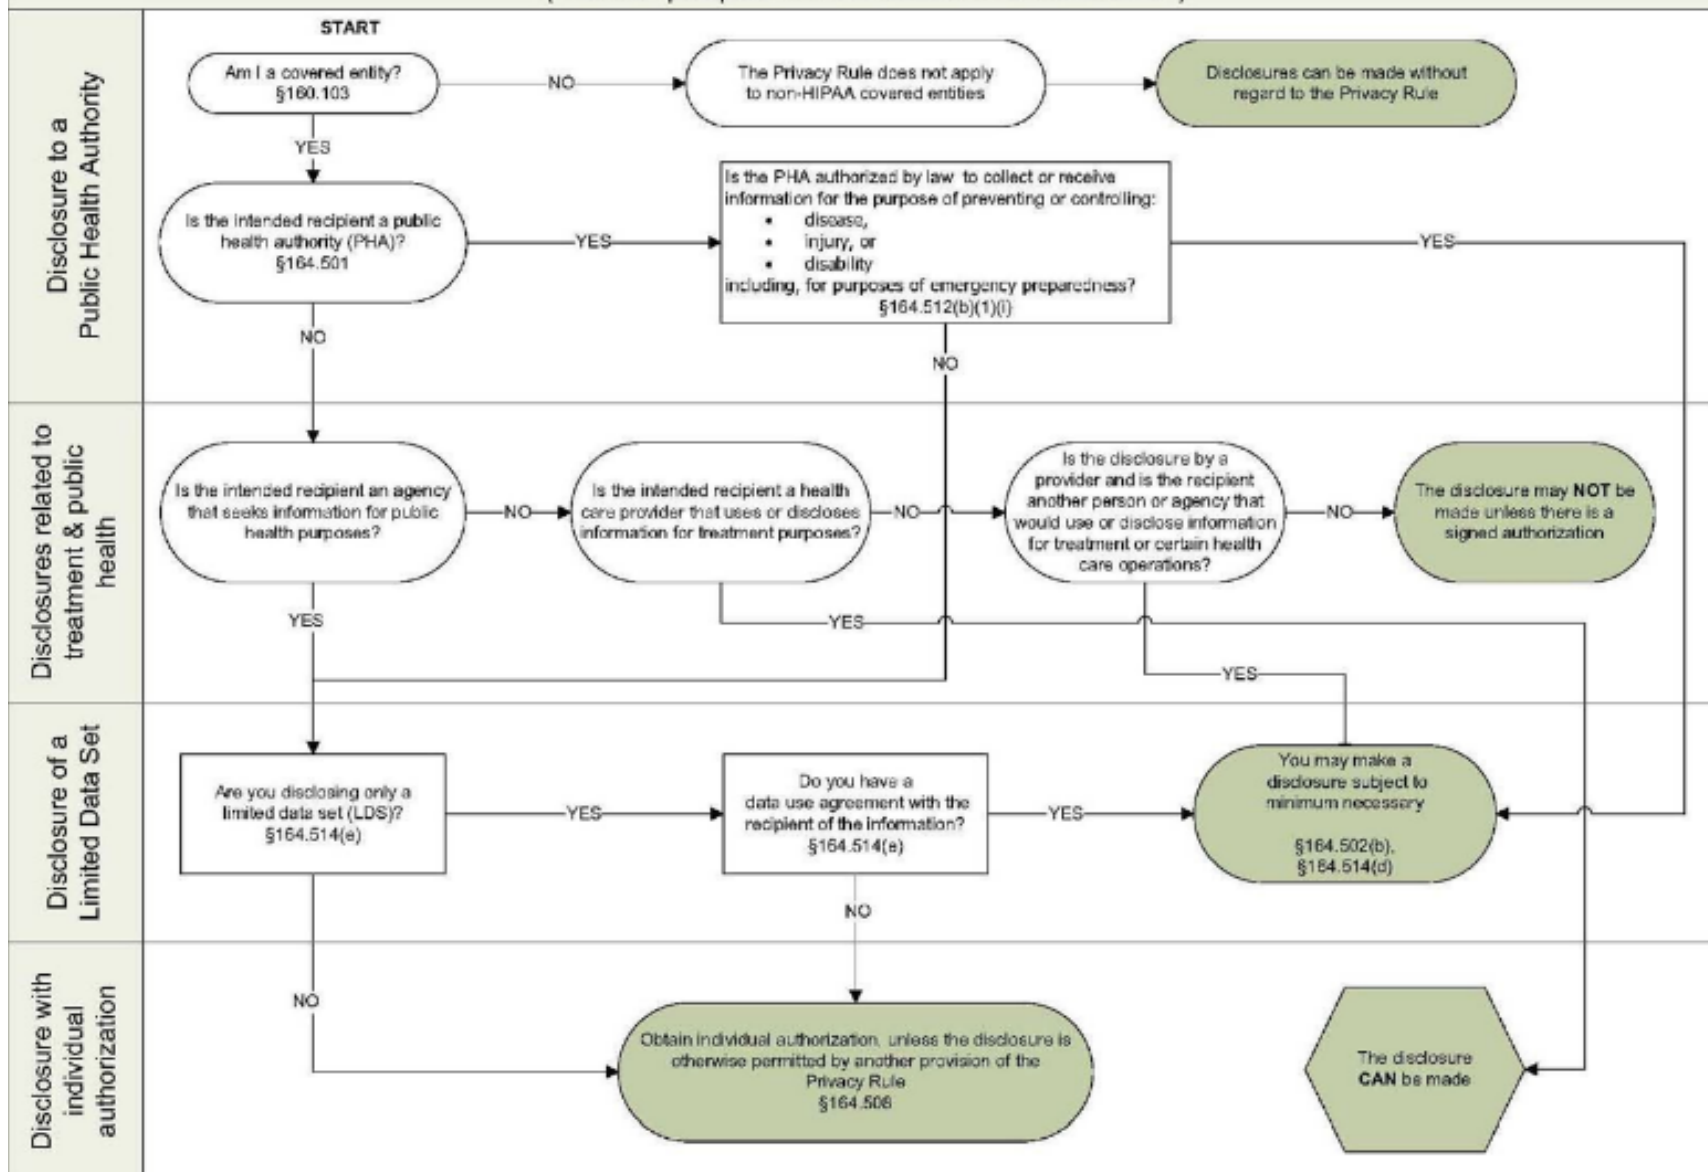 START
Am I a covered entity?
§160.103
NO
The Privacy Rule does not apply
to non-HIPAA covered entities
Disclosures can be made without
regard to the Privacy Rule
YES
Disclosure to a
Public Health Authority
Is the intended recipient a public
health authority (PHA)?
§164.501
YES
Is the PHA authorized by law to collect or receive
information for the purpose of preventing or controlling:
• disease,
• injury, or
• disability
including, for purposes of emergency preparedness?
§164.512(b)(1)(i)
YES
NO
NO
Disclosures related to
treatment & public
health
Is the intended recipient an agency
that seeks information for public
health purposes?
NO
Is the intended recipient a health
care provider that uses or discloses
information for treatment purposes?
NO
Is the disclosure by a
provider and is the recipient
another person or agency that
would use or disclose information
for treatment or certain health
care operations?
NO
The disclosure may NOT be
made unless there is a
signed authorization
YES
YES
YES
Disclosure of a
Limited Data Set
Are you disclosing only a
limited data set (LDS)?
§164.514(e)
YES
Do you have a
data use agreement with the
recipient of the information?
§164.514(e)
YES
You may make a
disclosure subject to
minimum necessary
§164.502(b),
§164.514(d)
NO
NO
Disclosure with
individual
authorization
Obtain individual authorization, unless the disclosure is
otherwise permitted by another provision of the
Privacy Rule
§164.508
The disclosure
CAN be made